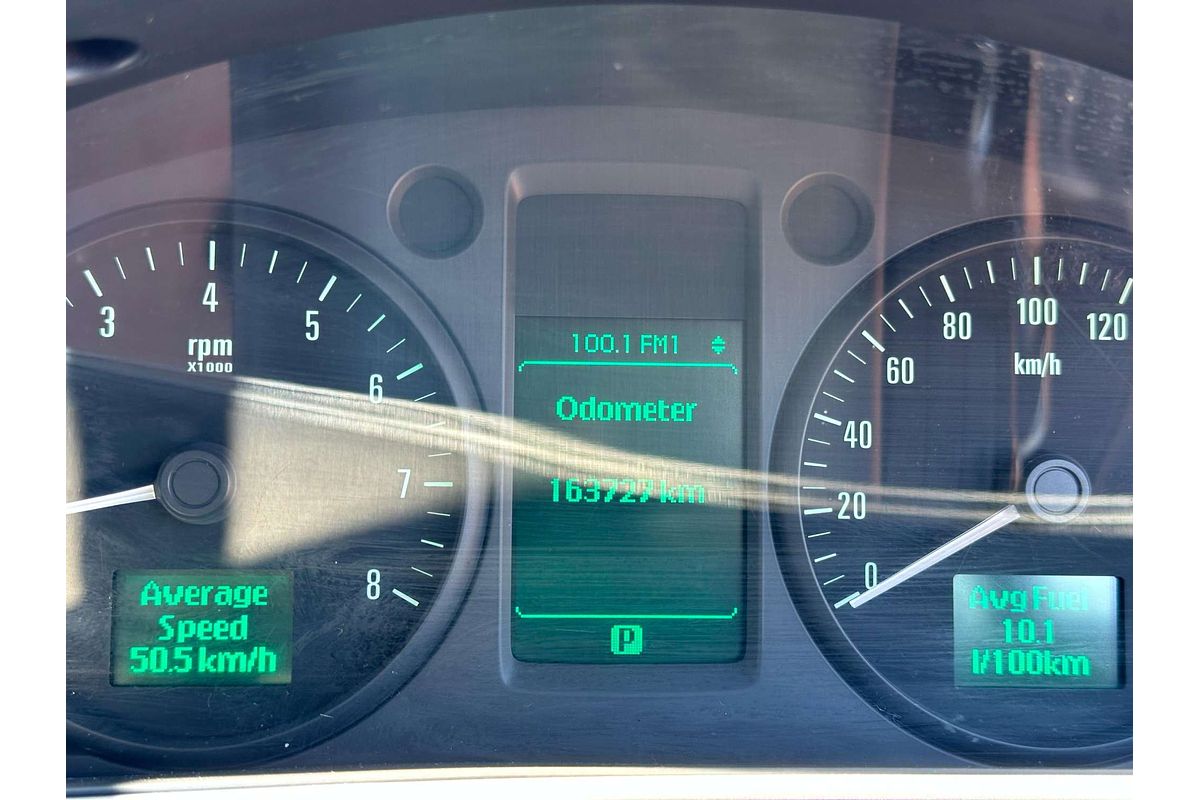 3
4
5
6
7
8
rpm
X1000
Average
Speed
50.5 km/h
100.1 FM1
Odometer
163727 km
P
0
20
40
60
80
100
120
km/h
Avg Fuel
10.1
l/100km